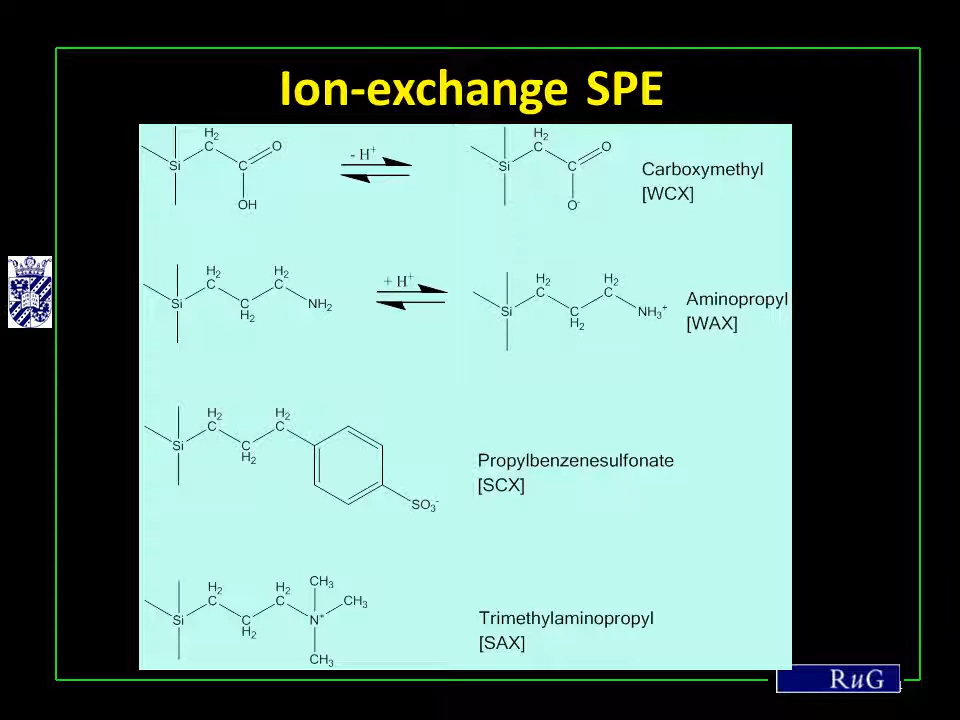 Ion-exchange SPE
H2
C
O
Si
C
OH
- H+
H2
C
O
Si
C
O-
Carboxymethyl
[WCX]
H2
C
H2
C
Si
C
H2
NH2
+ H+
H2
C
H2
C
Si
C
H2
NH3+
Aminopropyl
[WAX]
H2
C
H2
C
Si
C
H2
SO3-
Propylbenzenesulfonate
[SCX]
H2
C
H2
C
CH3
CH3
Si
C
H2
N+
CH3
Trimethylaminopropyl
[SAX]
RuG